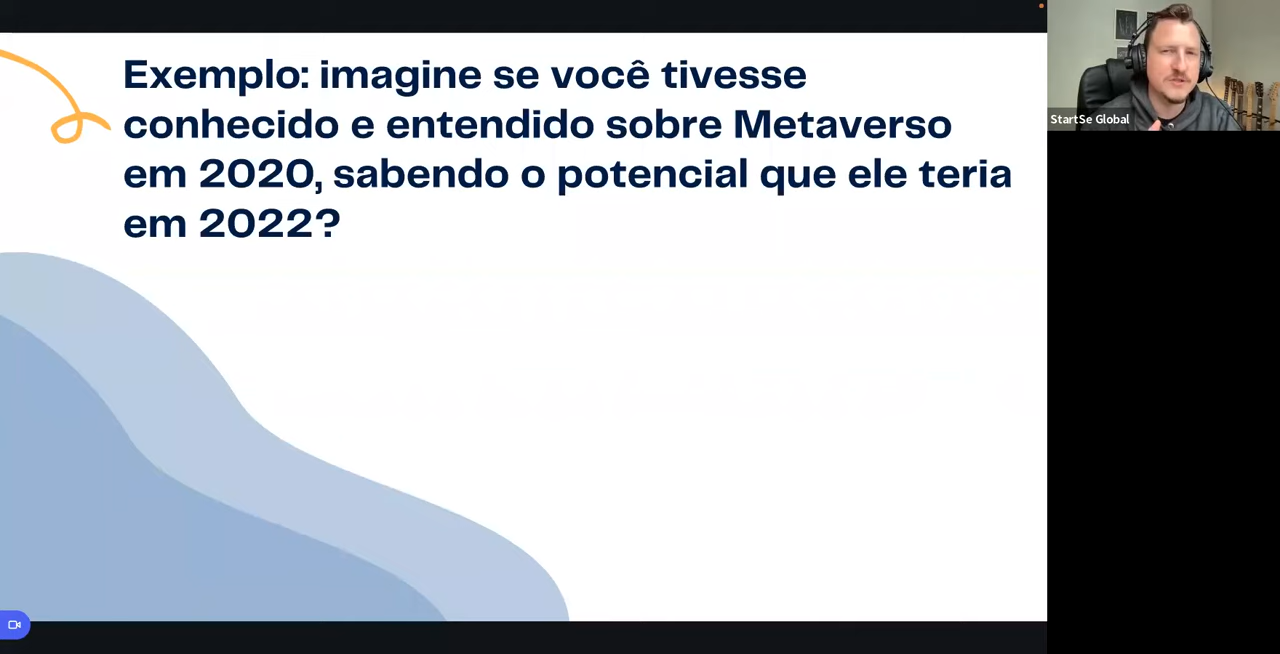 Exemplo: imagine se você tivesse
conhecido e entendido sobre Metaverso
em 2020, sabendo o potencial que ele teria
em 2022?
StartSe Global